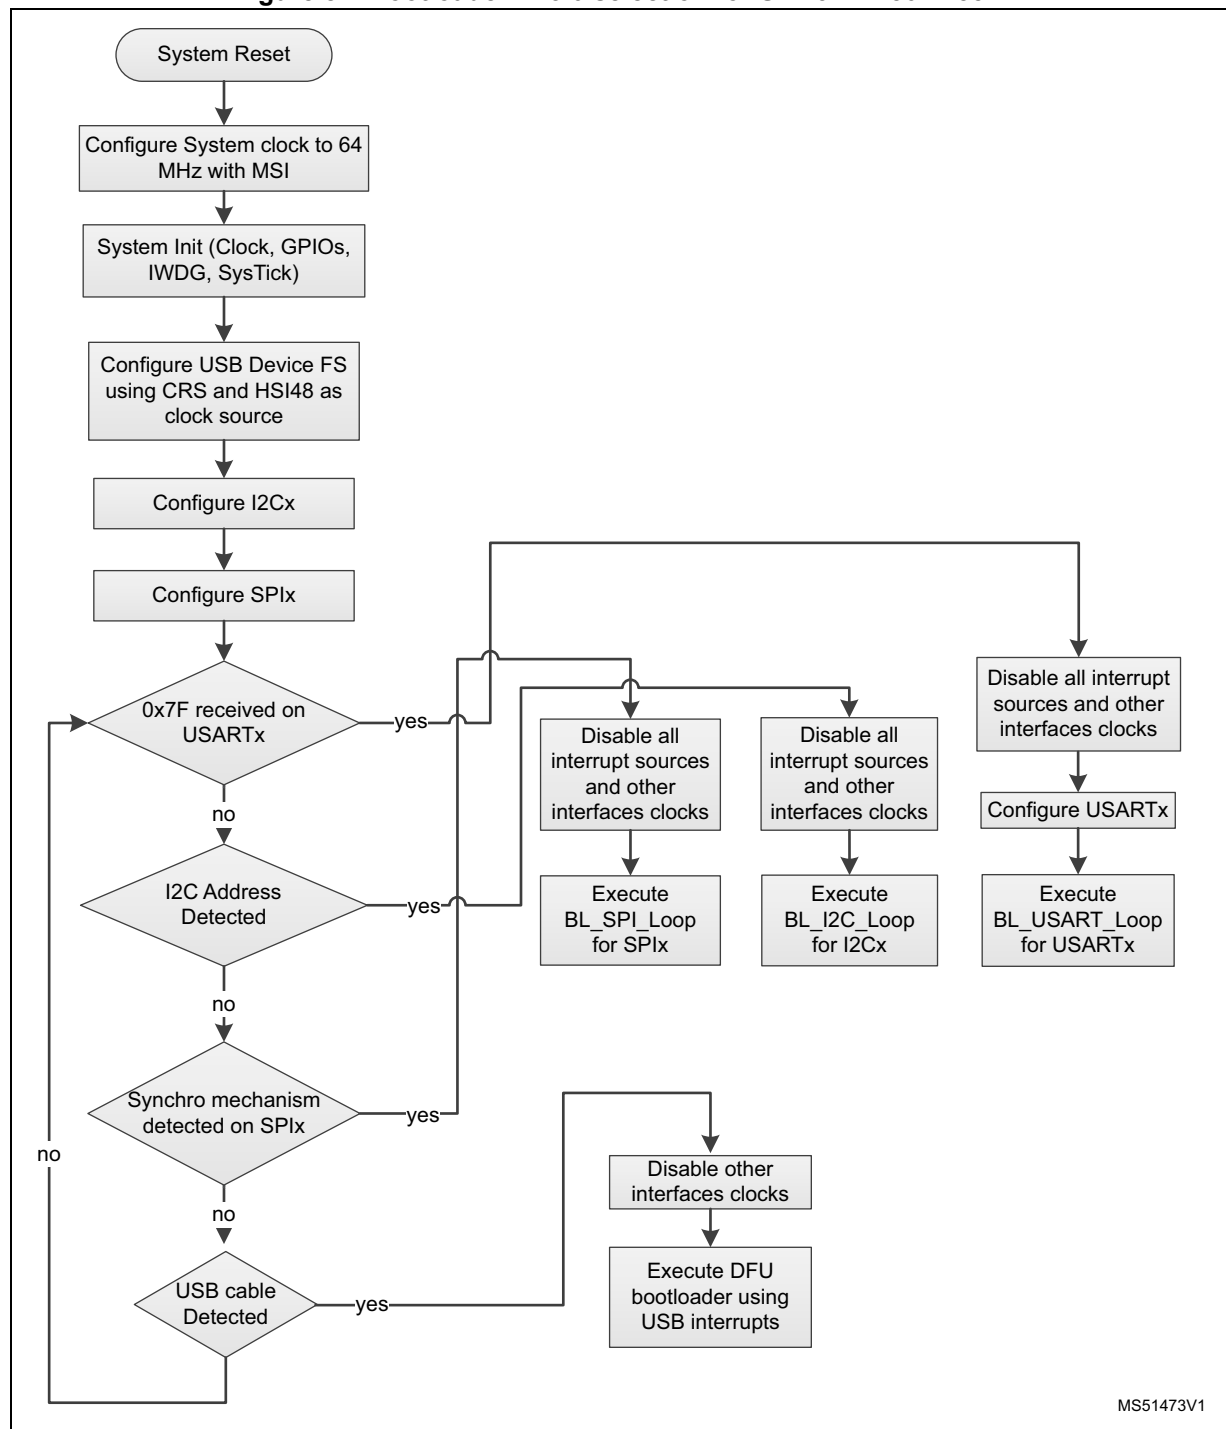 System Reset
Configure System clock to 64
MHz with MSI
System Init (Clock, GPIOs,
IWDG, SysTick)
Configure USB Device FS
using CRS and HSI48 as
clock source
Configure I2Cx
Configure SPIx
0x7F received on
USARTx
yes
no
I2C Address
Detected
yes
no
Synchro mechanism
detected on SPIx
yes
no
USB cable
Detected
yes
no
Disable all
interrupt sources
and other
interfaces clocks
Execute
BL_SPI_Loop
for SPIx
Disable all
interrupt sources
and other
interfaces clocks
Execute
BL_I2C_Loop
for I2Cx
Disable all interrupt
sources and other
interfaces clocks
Configure USARTx
Execute
BL_USART_Loop
for USARTx
Disable other
interfaces clocks
Execute DFU
bootloader using
USB interrupts
MS51473V1